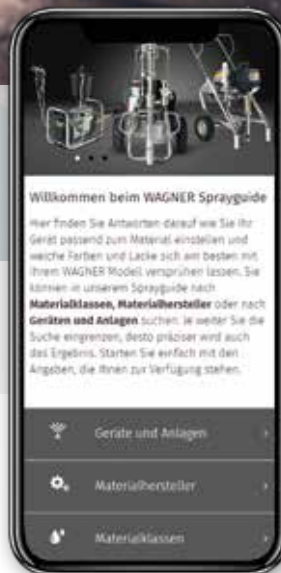 Willkommen beim WAGNER Sprayguide
Hier finden Sie Antworten darauf wie Sie Ihr
Gerät passend zum Material einstellen und
welche Farben und Lacke sich am besten mit
Ihrem WAGNER Modell versprühen lassen. Sie
können in unserem Sprayguide nach
Materialklassen, Materialhersteller oder nach
Geräten und Anlagen suchen. Je weiter Sie die
Suche eingrenzen, desto präziser wird auch
das Ergebnis. Starten Sie einfach mit den
Angaben, die Ihnen zur Verfügung stehen.
Geräte und Anlagen
Materialhersteller
Materialklassen